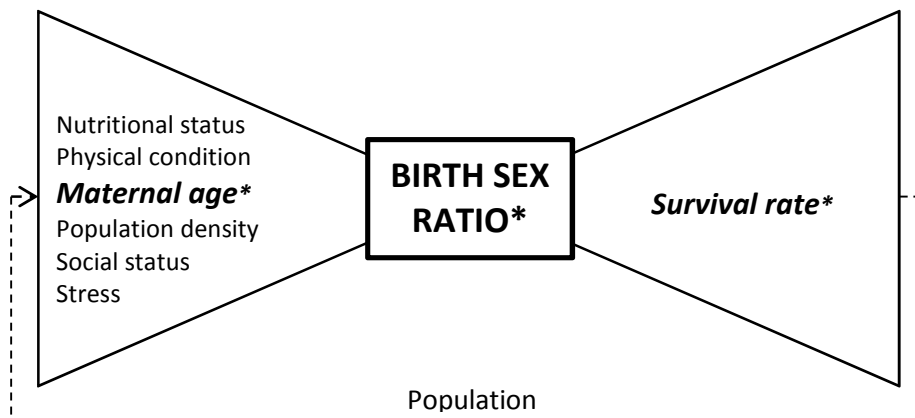 Nutritional status
Physical condition
Maternal age*
Population density
Social status
Stress
BIRTH SEX
RATIO*
Survival rate*
Population